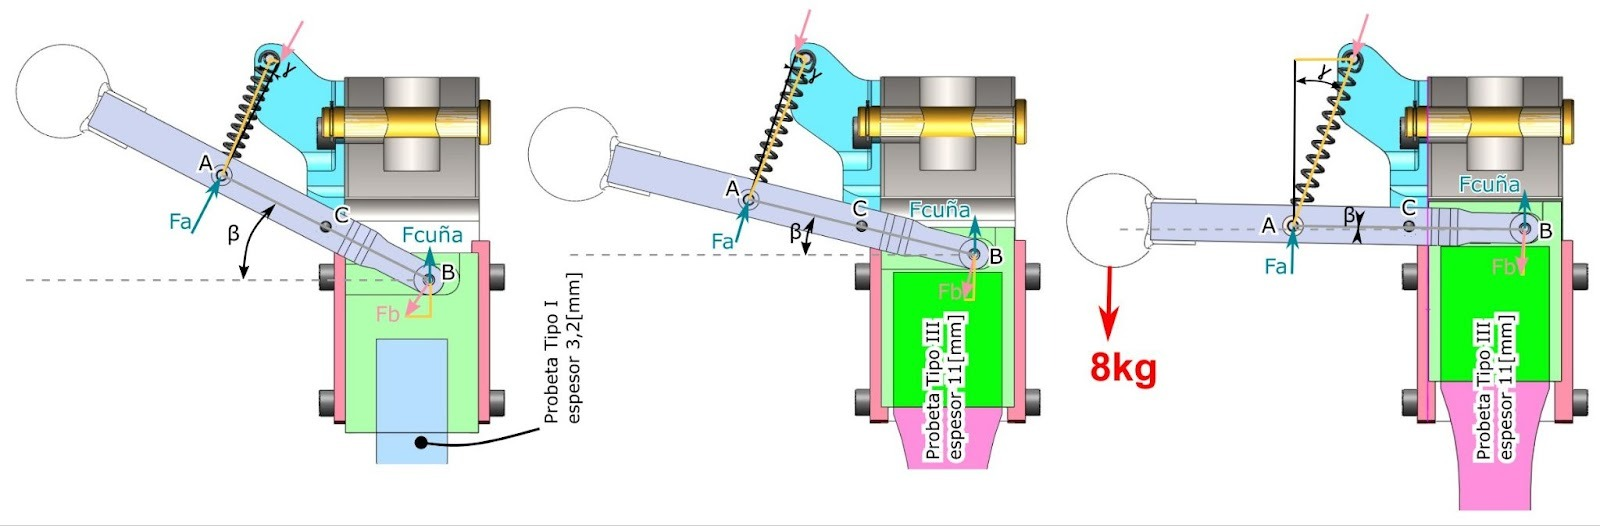 γ
A
Fa
β
C
Fcuña
B
Fb
Probeta Tipo I
espesor 3,2[mm]
γ
A
Fa
β
C
Fcuña
B
Fb
Probeta Tipo III
espesor 11[mm]
γ
A
Fa
β
C
Fcuña
B
Fb
8kg
Probeta Tipo III
espesor 11[mm]